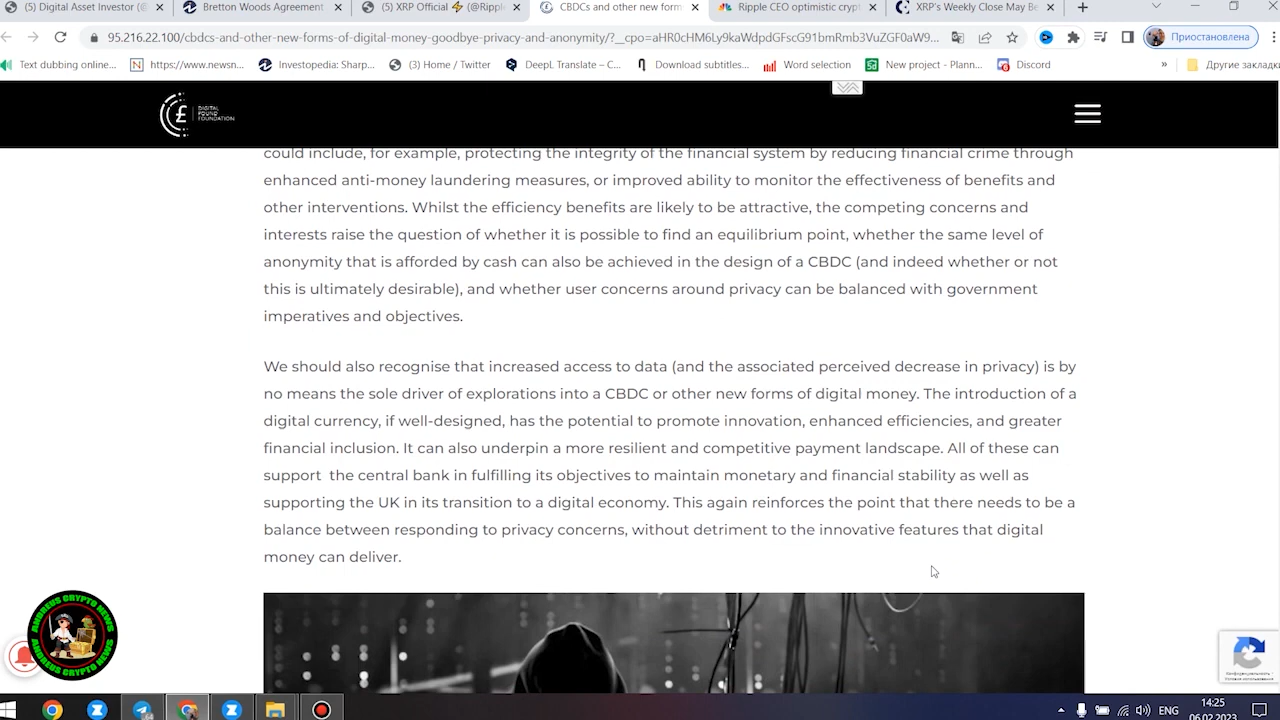 (5) Digital Asset Investor (@
Bretton Woods Agreement
(5) XRP Official⚡(@Ripple
CBDCs and other new form
Ripple CEO optimistic crypt
XRP's Weekly Close May Be
95.216.22.100/cbdcs-and-other-new-forms-of-digital-money-goodbye-privacy-and-anonymity/?__cpo=aHR0cHM6Ly9kaWdpdGFscG91bmRmb3VuZGF0aW9...
Приостановлена
Text dubbing online...
https://www.newsn...
Investopedia: Sharp...
(3) Home / Twitter
DeepL Translate – C...
Download subtitles...
Word selection
New project - Plann...
Discord
»
Другие закладки
DIGITAL
POUND
FOUNDATION
could include, for example, protecting the integrity of the financial system by reducing financial crime through
enhanced anti-money laundering measures, or improved ability to monitor the effectiveness of benefits and
other interventions. Whilst the efficiency benefits are likely to be attractive, the competing concerns and
interests raise the question of whether it is possible to find an equilibrium point, whether the same level of
anonymity that is afforded by cash can also be achieved in the design of a CBDC (and indeed whether or not
this is ultimately desirable), and whether user concerns around privacy can be balanced with government
imperatives and objectives.
We should also recognise that increased access to data (and the associated perceived decrease in privacy) is by
no means the sole driver of explorations into a CBDC or other new forms of digital money. The introduction of a
digital currency, if well-designed, has the potential to promote innovation, enhanced efficiencies, and greater
financial inclusion. It can also underpin a more resilient and competitive payment landscape. All of these can
support the central bank in fulfilling its objectives to maintain monetary and financial stability as well as
supporting the UK in its transition to a digital economy. This again reinforces the point that there needs to be a
balance between responding to privacy concerns, without detriment to the innovative features that digital
money can deliver.
ANDREUS CRYPTO NEWS
ANDREUS CRYPTO NEWS
Конфиденциальность -
Условия использования
ENG
14:25
06.02.2023